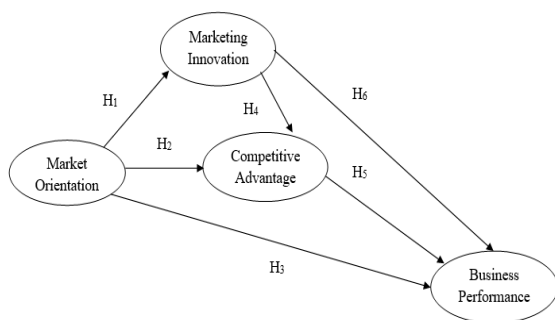 Marketing
Innovation
H1
H6
H4
H2
Market
Orientation
Competitive
Advantage
H5
H3
Business
Performance